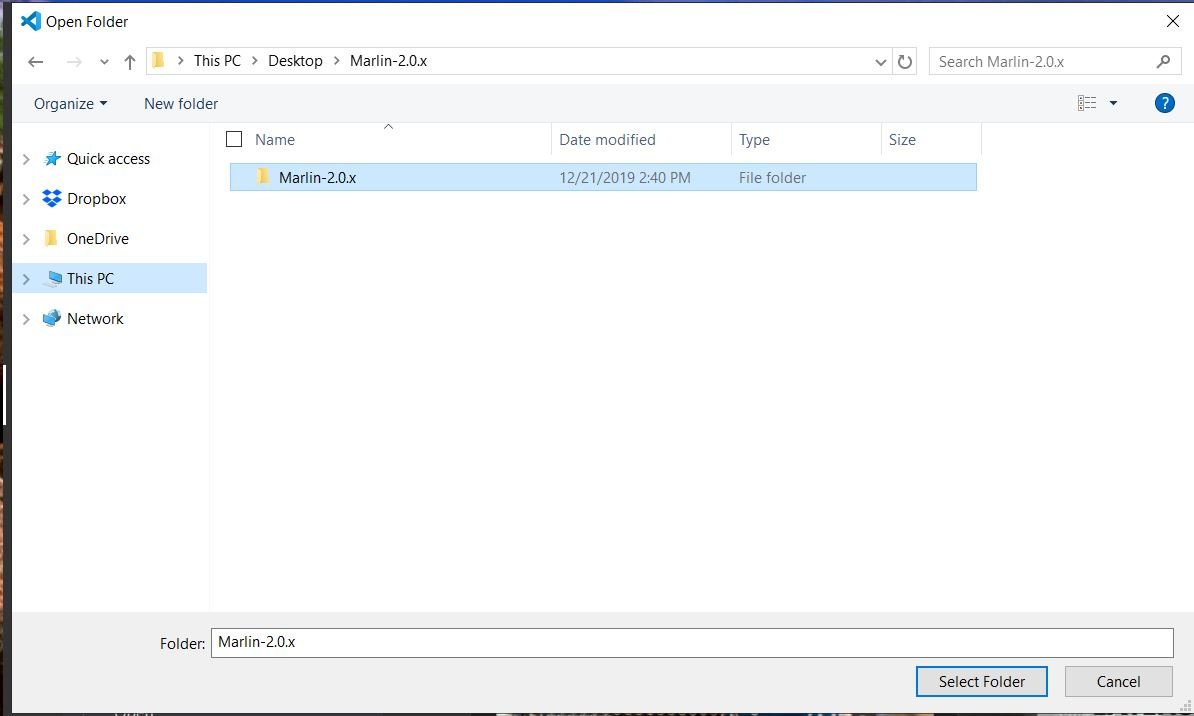 Open Folder
This PC > Desktop > Marlin-2.0.x
Search Marlin-2.0.x
Organize New folder
?
Name Date modified Type Size
Marlin-2.0.x 12/21/2019 2:40 PM File folder
Quick access
Dropbox
OneDrive
This PC
Network
Folder: Marlin-2.0.x
Select Folder Cancel